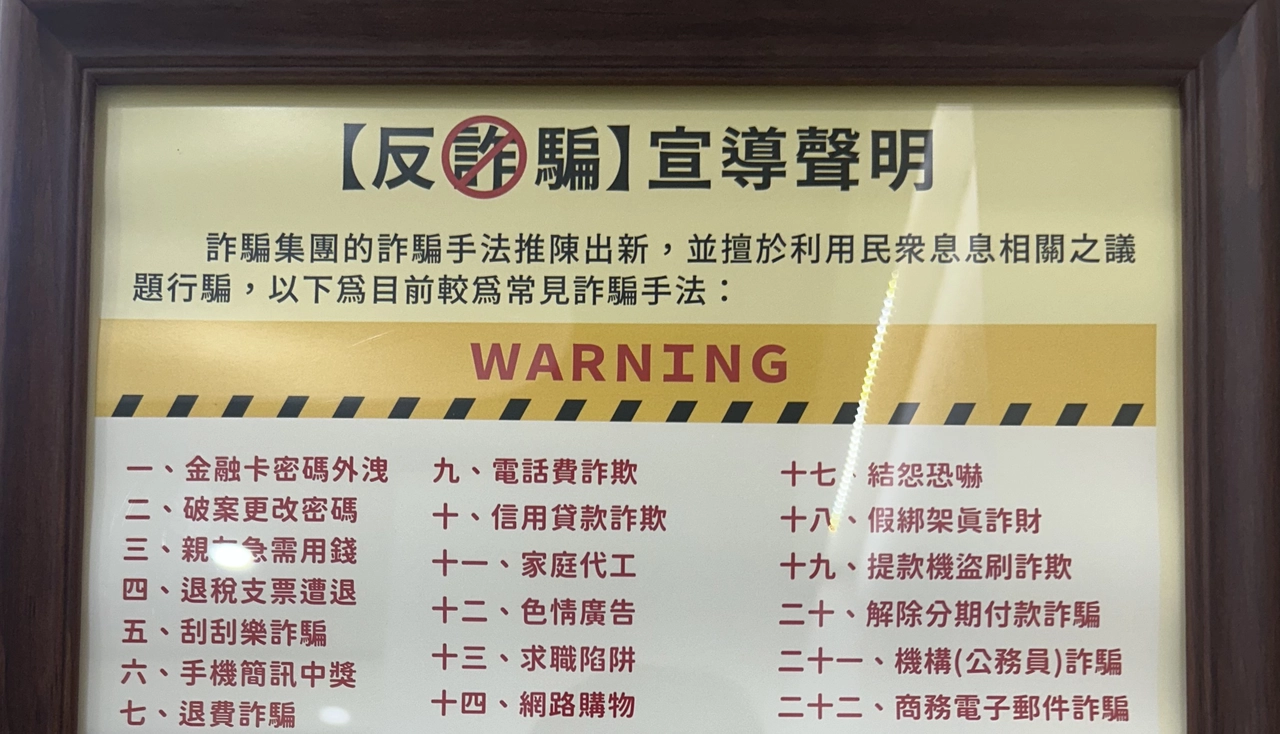 【反詐騙】宣導聲明
詐騙集團的詐騙手法推陳出新，並擅於利用民眾息息相關之議
題行騙，以下為目前較為常見詐騙手法：
WARNING
一、金融卡密碼外洩
二、破案更改密碼
三、親急需用錢
四、退稅支票遭退
五、刮刮樂詐騙
六、手機簡訊中獎
七、退費詐騙
九、電話費詐欺
十、信用貸款詐欺
十一、家庭代工
十二、色情廣告
十三、求職陷阱
十四、網路購物
十七、結怨恐嚇
十八、假綁架真詐財
十九、提款機盜刷詐欺
二十、解除分期付款詐騙
二十一、機構(公務員)詐騙
二十二、商務電子郵件詐騙